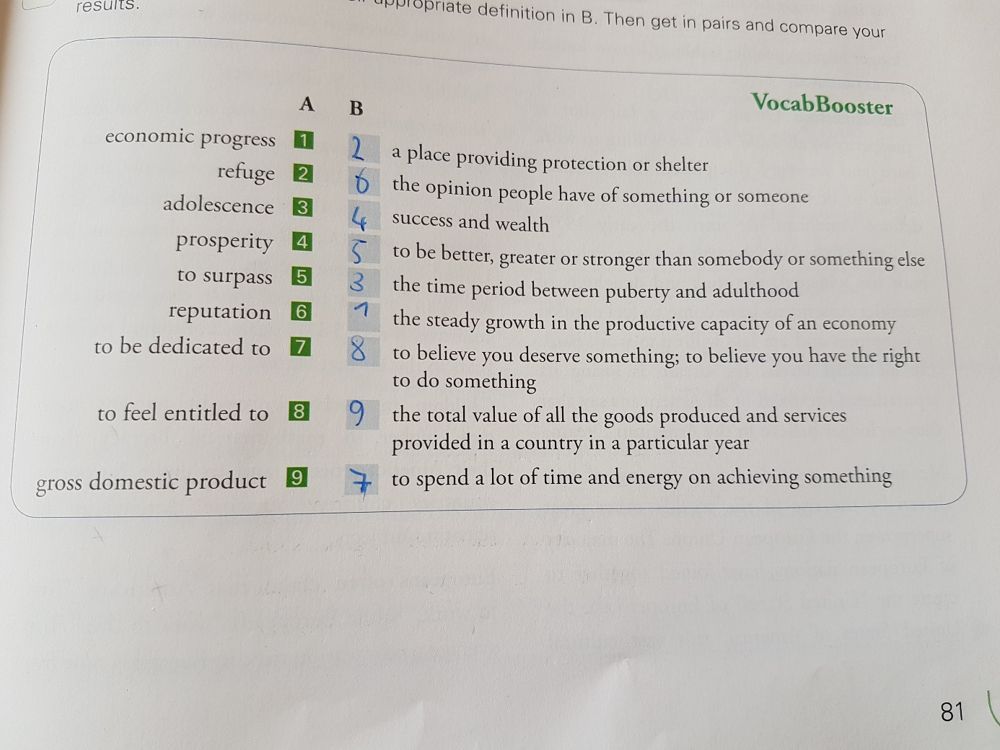 results.
appropriate definition in B. Then get in pairs and compare your
VocabBooster
A B
economic progress 1
refuge 2
adolescence 3
prosperity 4
to surpass 5
reputation 6
to be dedicated to 7
to feel entitled to 8
gross domestic product 9
2 a place providing protection or shelter
6 the opinion people have of something or someone
4 success and wealth
5 to be better, greater or stronger than somebody or something else
3 the time period between puberty and adulthood
1 the steady growth in the productive capacity of an economy
8 to believe you deserve something; to believe you have the right
to do something
9 the total value of all the goods produced and services
provided in a country in a particular year
7 to spend a lot of time and energy on achieving something
81